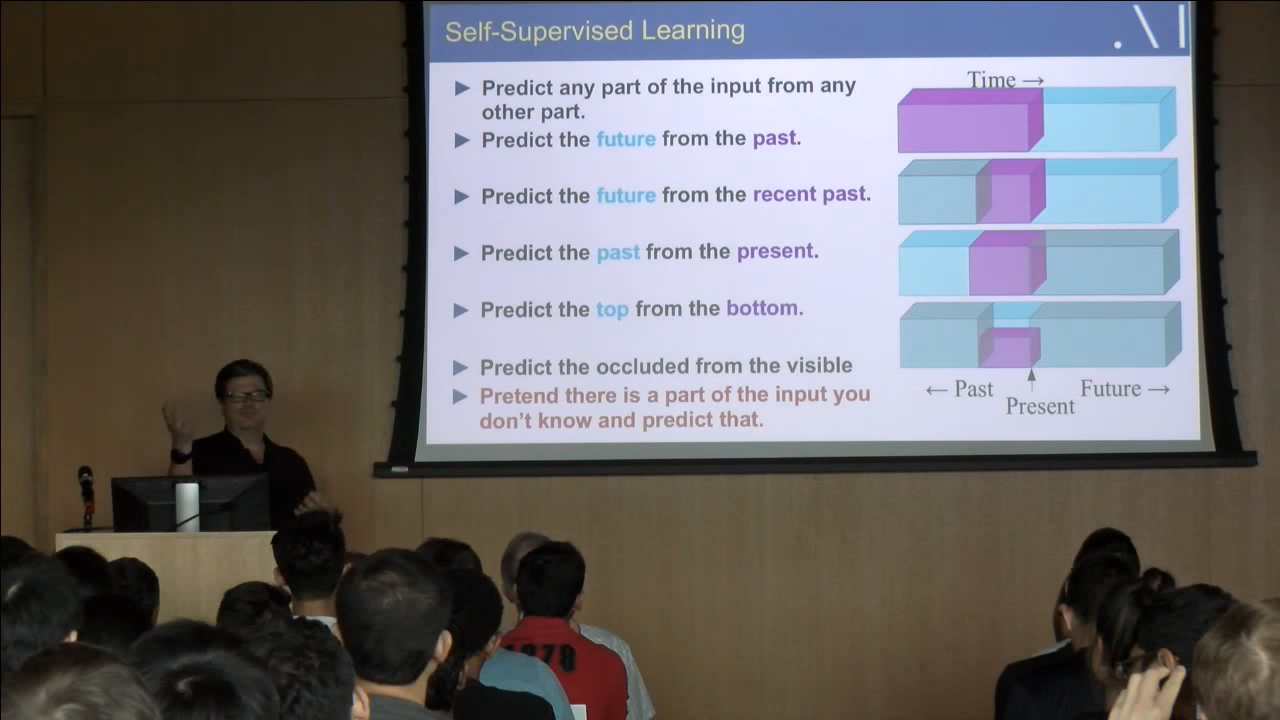 Self-Supervised Learning
Predict any part of the input from any
other part.
Predict the future from the past.
Predict the future from the recent past.
Predict the past from the present.
Predict the top from the bottom.
Predict the occluded from the visible
Pretend there is a part of the input you
don't know and predict that.
Time →
← Past
Present
Future →
1878